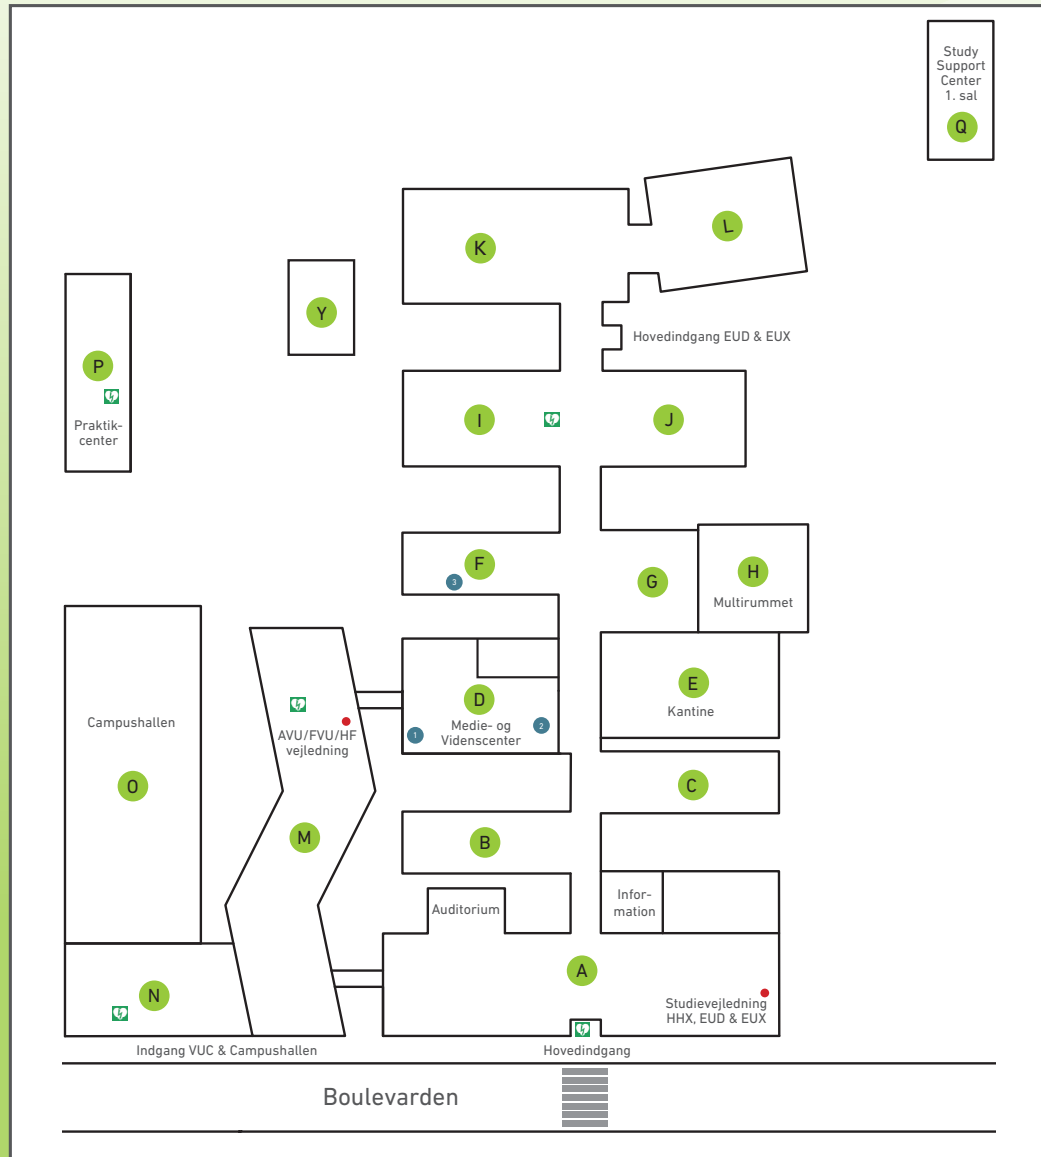 Study
Support
Center
1. sal
Q
L
K
Y
Hovedindgang EUD & EUX
P
Praktik-
center
I
J
F
3
G
H
Multirummet
E
Kantine
D
Medie- og
Videnscenter
1
2
Campushallen
O
AVU/FVU/HF
vejledning
M
C
B
Auditorium
Infor-
mation
A
N
Studievejledning
HHX, EUD & EUX
Indgang VUC & Campushallen
Hovedindgang
Boulevarden